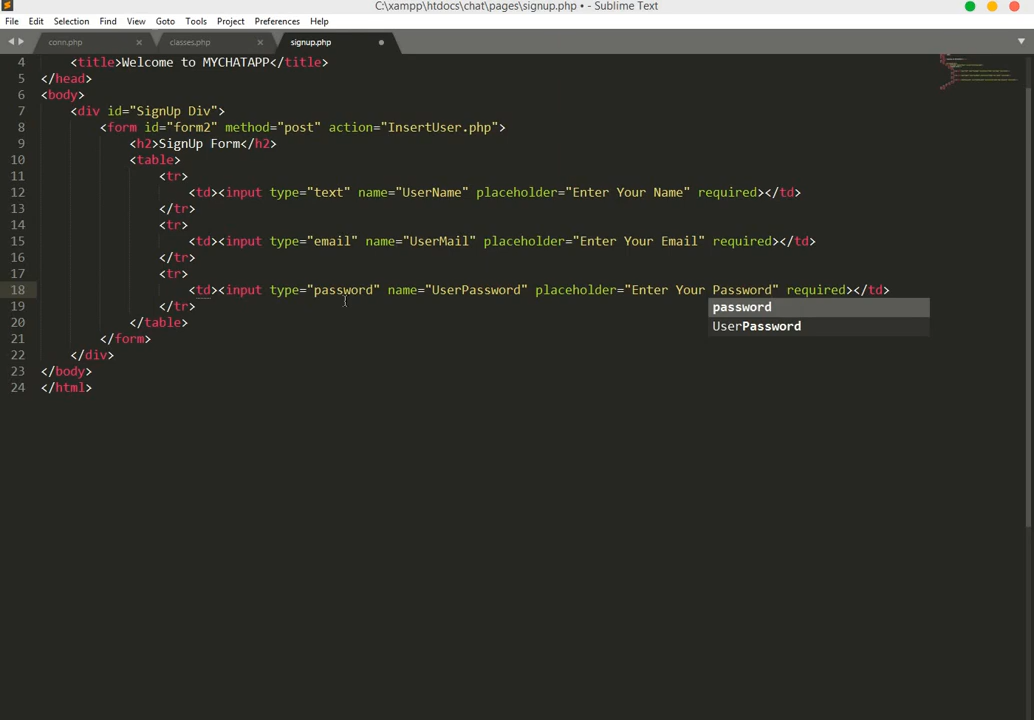 C:\xampp\htdocs\chat\pages\signup.php • - Sublime Text
File Edit Selection Find View Goto Tools Project Preferences Help
conn.php classes.php signup.php
4 <title>Welcome to MYCHATAPP</title>
5 </head>
6 <body>
7 <div id="SignUp Div">
8 <form id="form2" method="post" action="InsertUser.php">
9 <h2>SignUp Form</h2>
10 <table>
11 <tr>
12 <td><input type="text" name="UserName" placeholder="Enter Your Name" required></td>
13 </tr>
14 <tr>
15 <td><input type="email" name="UserMail" placeholder="Enter Your Email" required></td>
16 </tr>
17 <tr>
18 <td><input type="password" name="UserPassword" placeholder="Enter Your Password" required></td>
password
19 </tr>
20 </table>
UserPassword
21 </form>
22 </div>
23 </body>
24 </html>